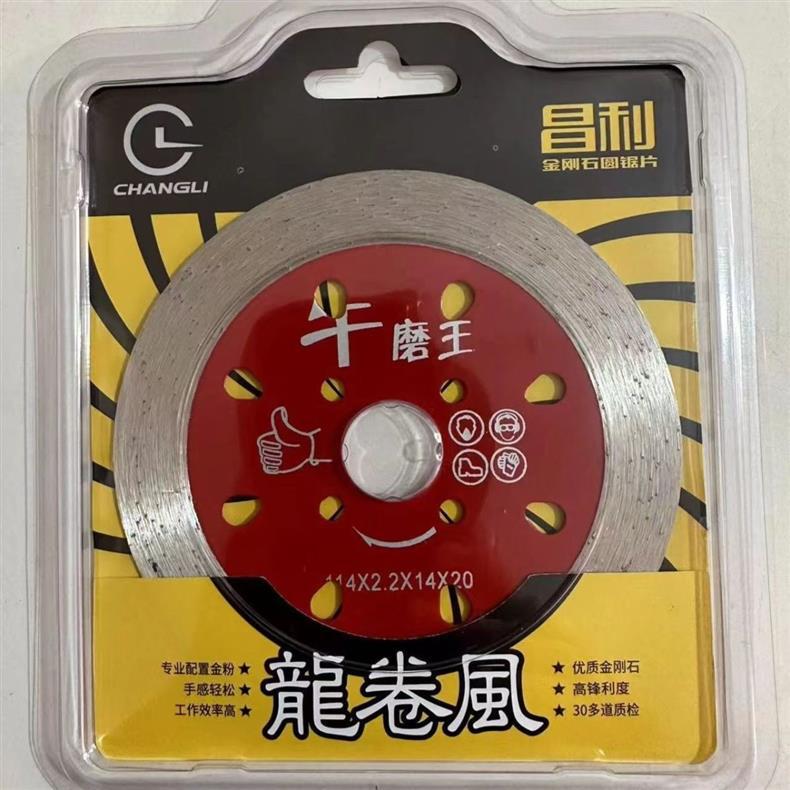 CHANGLI
昌利
金刚石圆锯片
牛磨王
114X2.2X14X20
专业配置金粉★
手感轻松★
工作效率高★
龍卷風
★优质金刚石
★高锋利度
★30多道质检